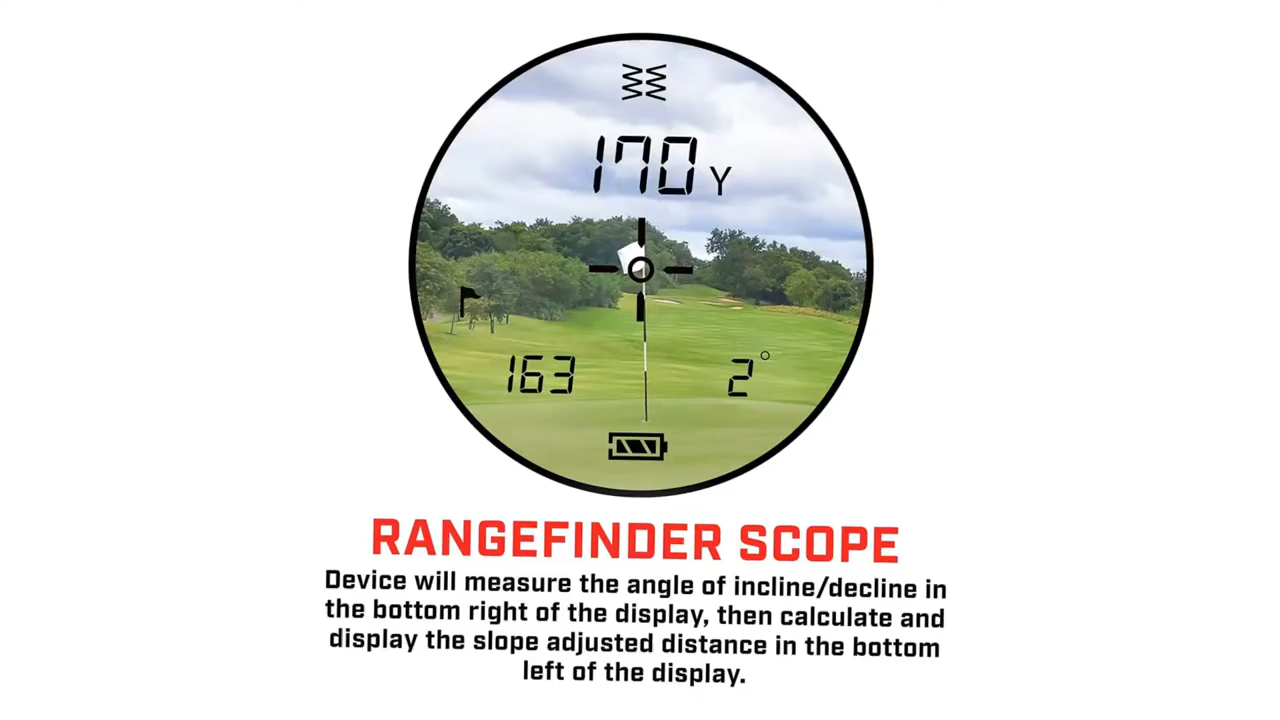 170 Y
163
2°
RANGEFINDER SCOPE
Device will measure the angle of incline/decline in
the bottom right of the display, then calculate and
display the slope adjusted distance in the bottom
left of the display.